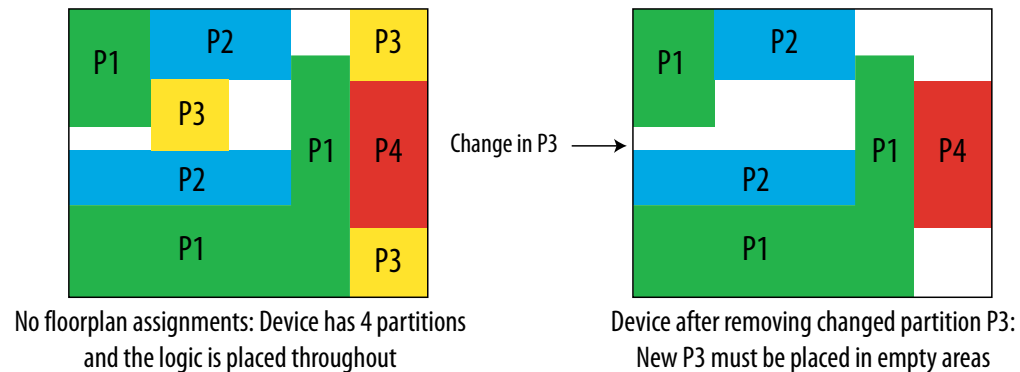 P1
P2
P3
P3
P1
P4
P2
P1
P3
No floorplan assignments: Device has 4 partitions
and the logic is placed throughout
Change in P3
P1
P2
P1
P4
P2
P1
Device after removing changed partition P3:
New P3 must be placed in empty areas